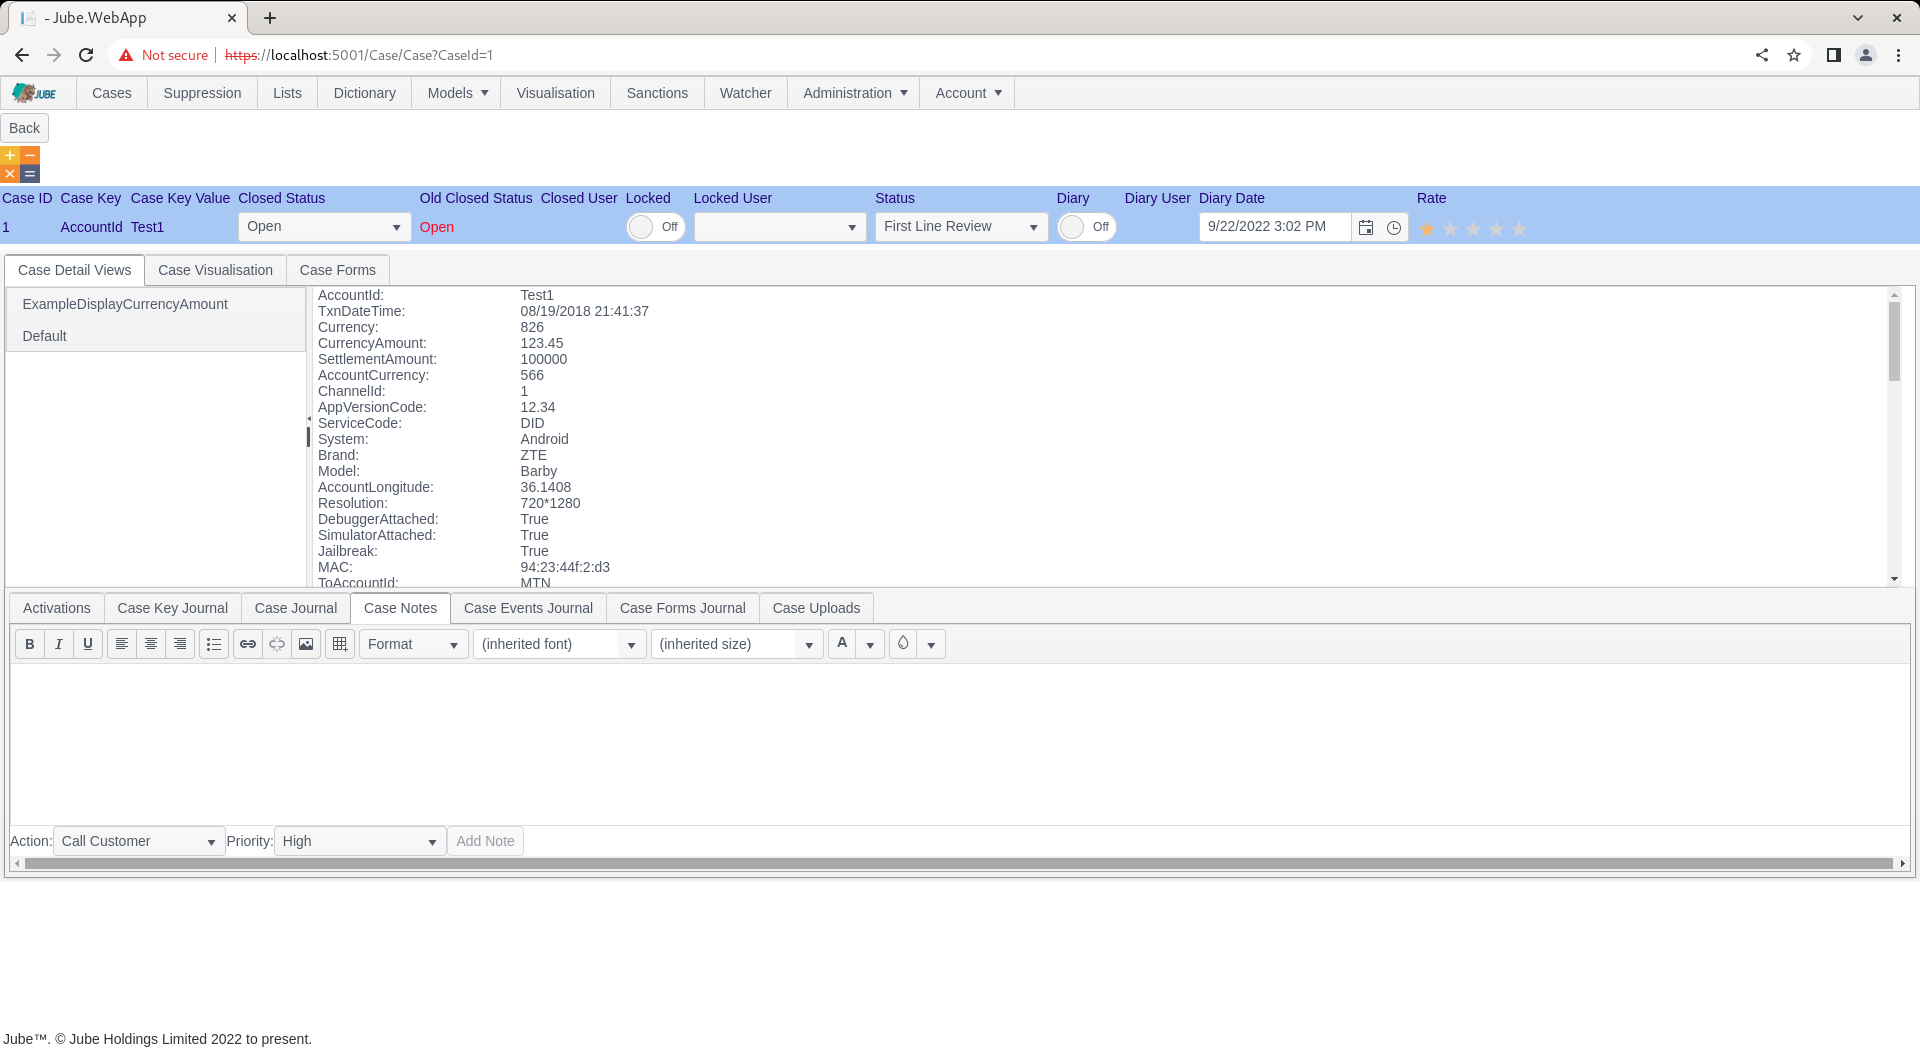 - Jube.WebApp
Not secure https://localhost:5001/Case/Case?CaseId=1
JUBE Cases Suppression Lists Dictionary Models Visualisation Sanctions Watcher Administration Account
Back
Case ID Case Key Case Key Value Closed Status Old Closed Status Closed User Locked Locked User Status Diary Diary User Diary Date Rate
1 AccountId Test1 Open Open Off First Line Review Off 9/22/2022 3:02 PM
Case Detail Views Case Visualisation Case Forms
ExampleDisplayCurrencyAmount
Default
AccountId: Test1
TxnDateTime: 08/19/2018 21:41:37
Currency: 826
CurrencyAmount: 123.45
SettlementAmount: 100000
AccountCurrency: 566
ChannelId: 1
AppVersionCode: 12.34
ServiceCode: DID
System: Android
Brand: ZTE
Model: Barby
AccountLongitude: 36.1408
Resolution: 720*1280
DebuggerAttached: True
SimulatorAttached: True
Jailbreak: True
MAC: 94:23:44f:2:d3
ToAccountId: MTN
Activations Case Key Journal Case Journal Case Notes Case Events Journal Case Forms Journal Case Uploads
B I U Format (inherited font) (inherited size) A
Action: Call Customer Priority: High Add Note
Jube™. © Jube Holdings Limited 2022 to present.